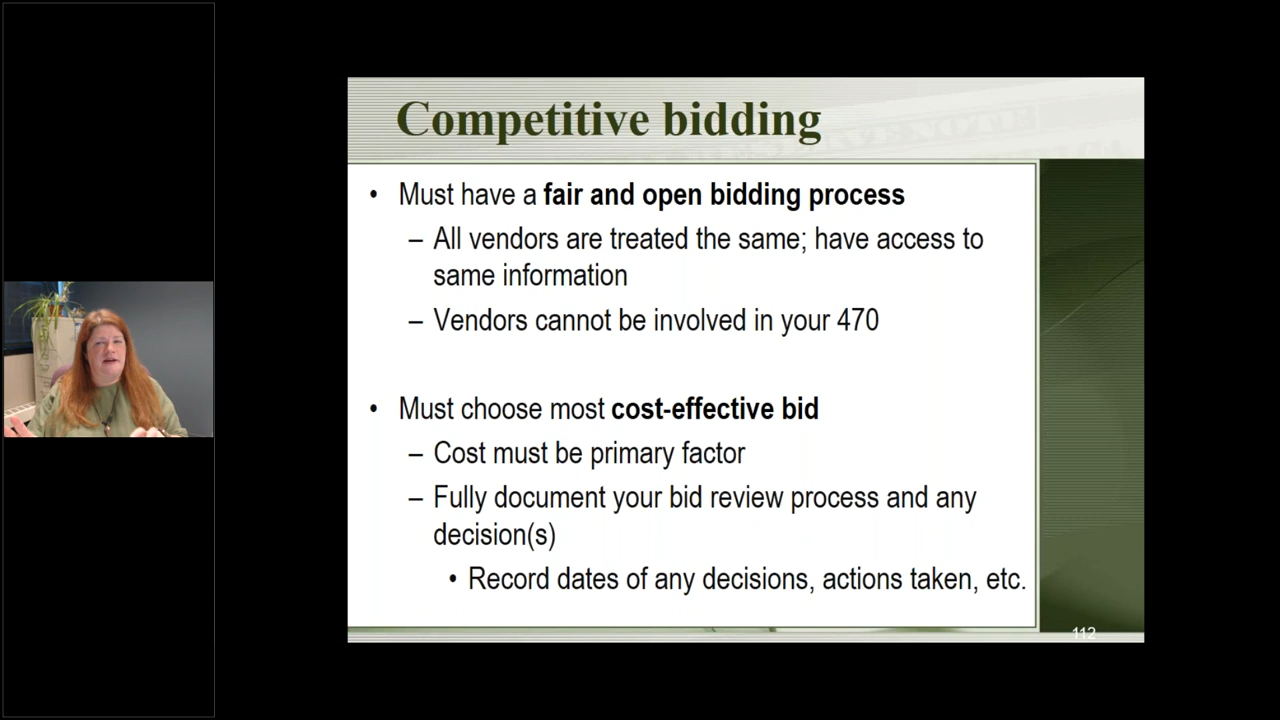 Competitive bidding
• Must have a fair and open bidding process
– All vendors are treated the same; have access to
same information
– Vendors cannot be involved in your 470
• Must choose most cost-effective bid
– Cost must be primary factor
– Fully document your bid review process and any
decision(s)
• Record dates of any decisions, actions taken, etc.
112